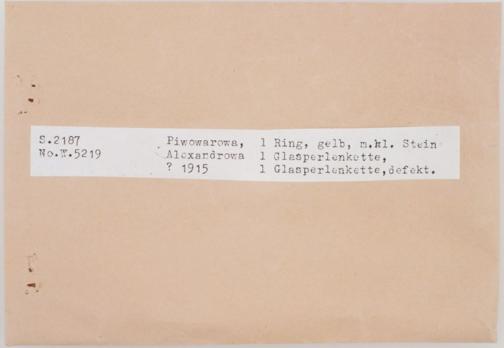 S.2187 Piwowarowa, 1 Ring, gelb, m.kl. Stein
No.W.5219 Alexandrowa 1 Glasperlenkette,
? 1915 1 Glasperlenkette,defekt.